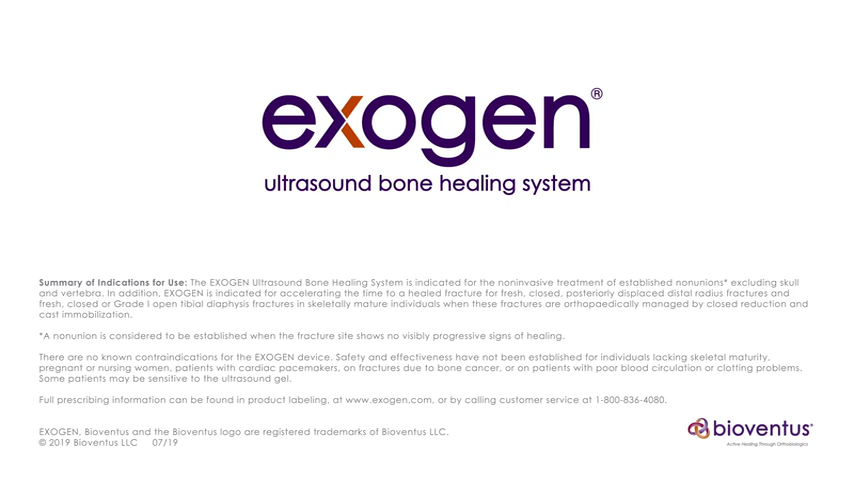 exogen®
ultrasound bone healing system
Summary of Indications for Use: The EXOGEN Ultrasound Bone Healing System is indicated for the noninvasive treatment of established nonunions* excluding skull
and vertebra. In addition, EXOGEN is indicated for accelerating the time to a healed fracture for fresh, closed, posteriorly displaced distal radius fractures and
fresh, closed or Grade I open tibial diaphysis fractures in skeletally mature individuals when these fractures are orthopaedically managed by closed reduction and
cast immobilization.
*A nonunion is considered to be established when the fracture site shows no visibly progressive signs of healing.
There are no known contraindications for the EXOGEN device. Safety and effectiveness have not been established for individuals lacking skeletal maturity,
pregnant or nursing women, patients with cardiac pacemakers, on fractures due to bone cancer, or on patients with poor blood circulation or clotting problems.
Some patients may be sensitive to the ultrasound gel.
Full prescribing information can be found in product labeling, at www.exogen.com, or by calling customer service at 1-800-836-4080.
EXOGEN, Bioventus and the Bioventus logo are registered trademarks of Bioventus LLC.
© 2019 Bioventus LLC 07/19
bioventus®
Active Healing Through Orthobiologics